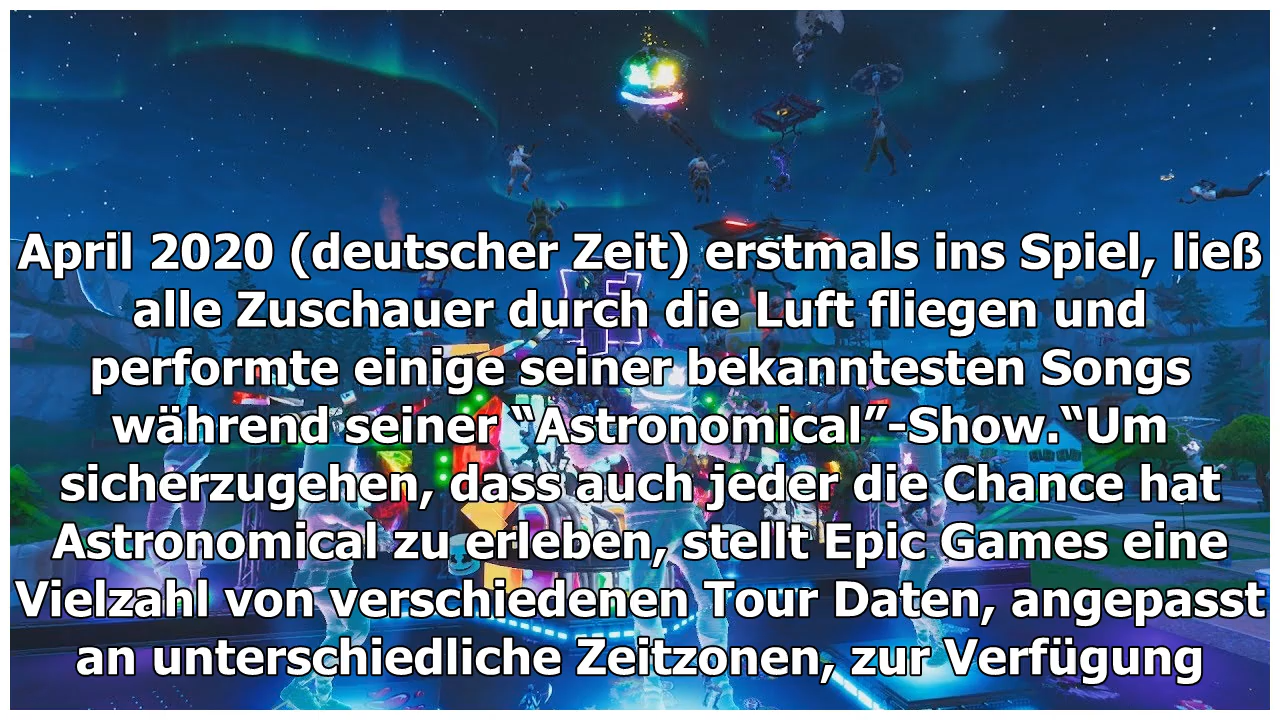 April 2020 (deutscher Zeit) erstmals ins Spiel, ließ
alle Zuschauer durch die Luft fliegen und
performte einige seiner bekanntesten Songs
während seiner “Astronomical”-Show.“Um
sicherzugehen, dass auch jeder die Chance hat
Astronomical zu erleben, stellt Epic Games eine
Vielzahl von verschiedenen Tour Daten, angepasst
an unterschiedliche Zeitzonen, zur Verfügung